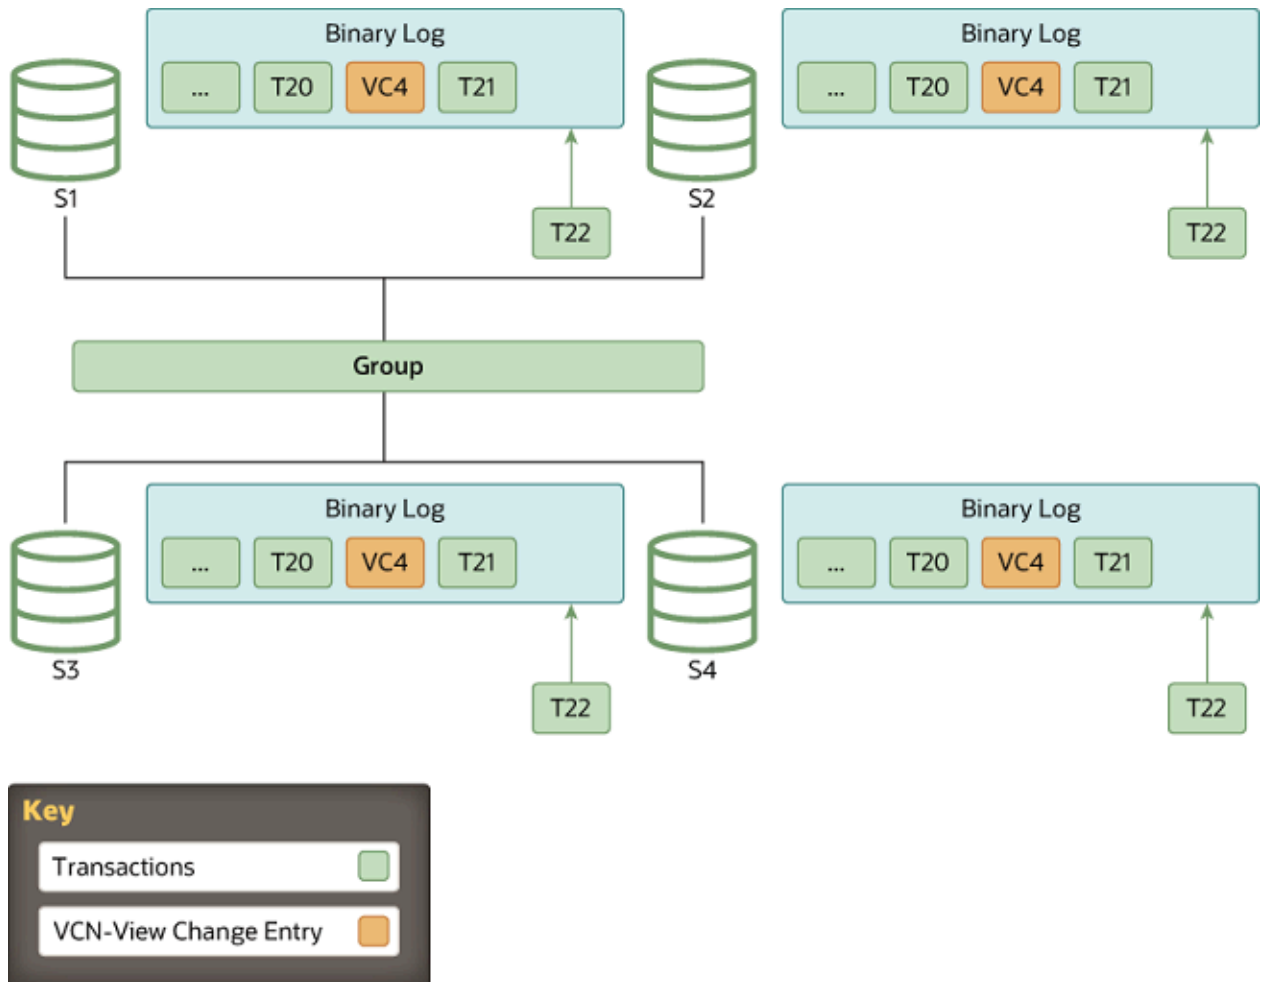 Binary Log
... T20 VC4 T21
S1
T22
Binary Log
... T20 VC4 T21
S2
T22
Group
Binary Log
... T20 VC4 T21
S3
T22
Binary Log
... T20 VC4 T21
S4
T22
Key
Transactions
VCN-View Change Entry